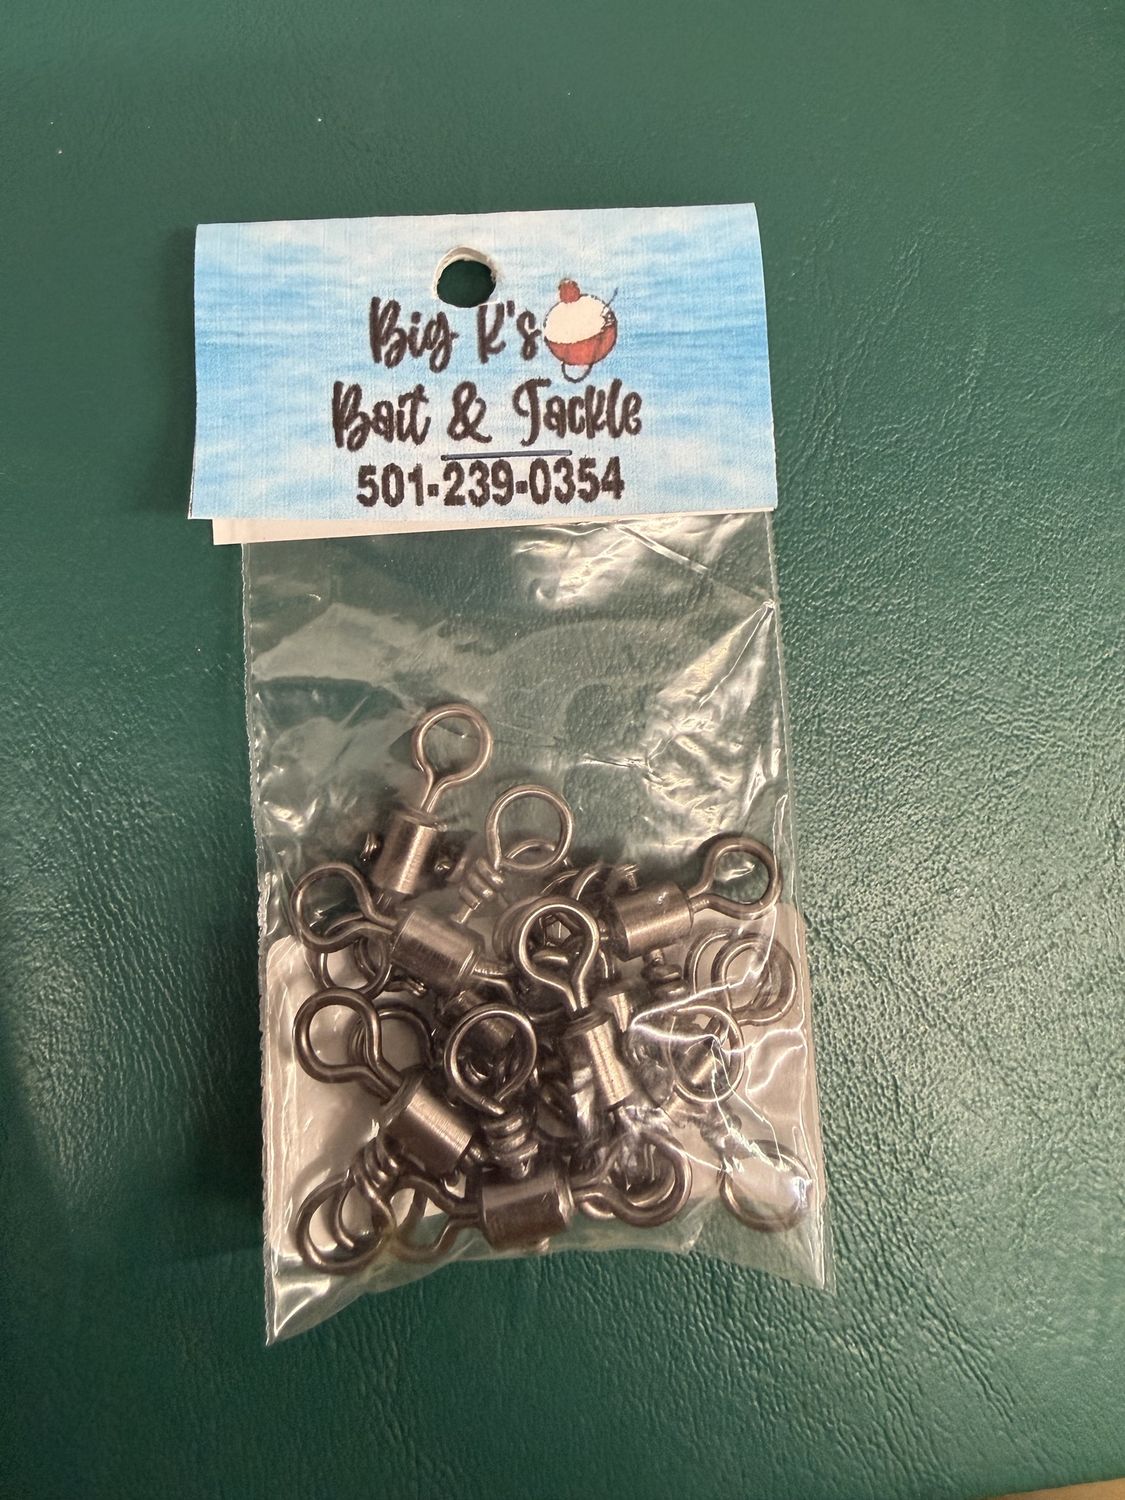 Big K's
Bait & Tackle
501-239-0354